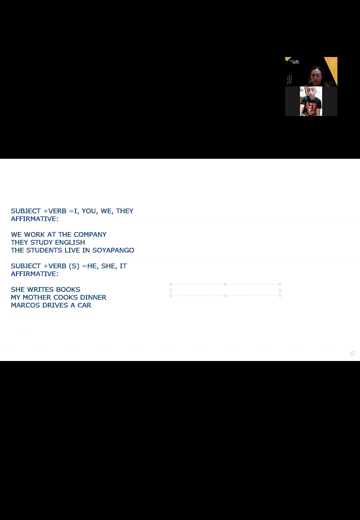 SUBJECT +VERB =I, YOU, WE, THEY
AFFIRMATIVE:
WE WORK AT THE COMPANY
THEY STUDY ENGLISH
THE STUDENTS LIVE IN SOYAPANGO
SUBJECT +VERB (S) =HE, SHE, IT
AFFIRMATIVE:
SHE WRITES BOOKS
MY MOTHER COOKS DINNER
MARCOS DRIVES A CAR